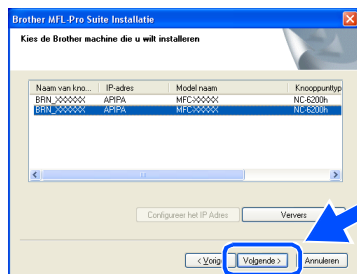 Brother MFL-Pro Suite Installatie
Kies de Brother machine die u wilt installeren
Naam van kno... IP-adres Model naam Knooppunttyp
BRN_XXXXXX APIPA MFC-XXXXX NC-6200h
BRN_XXXXXX APIPA MFC-XXXXX NC-6200h
Configureer het IP Adres Ververs
< Vorig Volgende > Annuleren